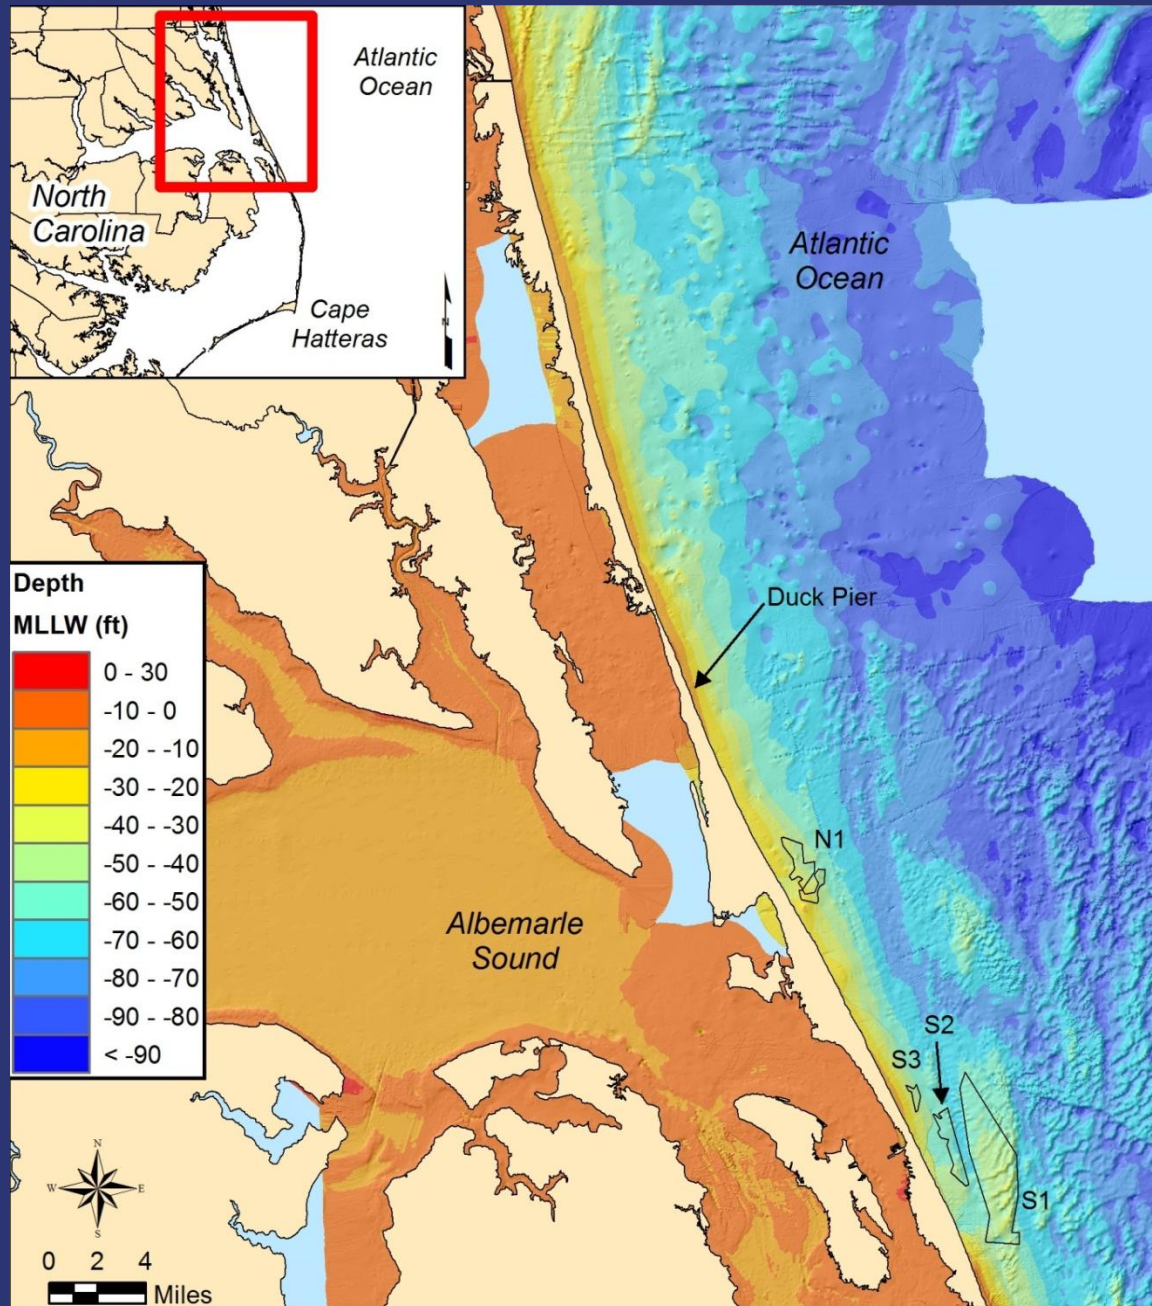 Atlantic
Ocean
North
Carolina
Cape
Hatteras
N
Atlantic
Ocean
Duck Pier
Depth
MLLW (ft)
0 - 30
-10 - 0
-20 - -10
-30 - -20
-40 - -30
-50 - -40
-60 - -50
-70 - -60
-80 - -70
-90 - -80
< -90
N1
Albemarle
Sound
S2
S3
S1
N
W E
S
0 2 4
Miles